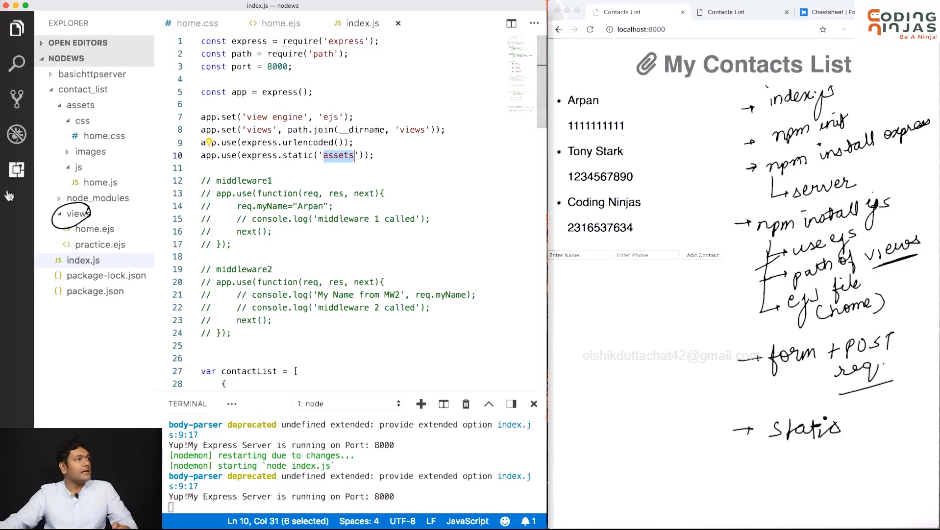 index.js — nodews
EXPLORER
OPEN EDITORS
NODEWS
basichttpserver
contact_list
assets
css
home.css
images
js
home.js
node_modules
views
home.ejs
practice.ejs
JS index.js
package-lock.json
package.json
home.css
home.ejs
JS index.js
1 const express = require('express');
2 const path = require('path');
3 const port = 8000;
4
5 const app = express();
6
7 app.set('view engine', 'ejs');
8 app.set('views', path.join(__dirname, 'views'));
9 app.use(express.urlencoded());
10 app.use(express.static('assets'));
11
12 // middleware1
13 // app.use(function(req, res, next){
14 // req.myName="Arpan";
15 // // console.log('middleware 1 called');
16 // next();
17 // });
18
19 // middleware2
20 // app.use(function(req, res, next){
21 // // console.log('My Name from MW2', req.myName);
22 // // console.log('middleware 2 called');
23 // next();
24 // });
25
26
27 var contactList = [
28 {
TERMINAL
1: node
body-parser deprecated undefined extended: provide extended option index.j
s:9:17
Yup!My Express Server is running on Port: 8000
[nodemon] restarting due to changes...
[nodemon] starting `node index.js`
body-parser deprecated undefined extended: provide extended option index.j
s:9:17
Yup!My Express Server is running on Port: 8000
Ln 10, Col 31 (6 selected) Spaces: 4 UTF-8 LF JavaScript 1
Contacts List
Contacts List
Cheatsheet | Fo
localhost:8000
CODING
NINJAS
Be A Ninja!
My Contacts List
Arpan
1111111111
Tony Stark
1234567890
Coding Ninjas
2316537634
Enter Name Enter Phone Add Contact
→ index.js
→ npm init
→ npm install express
server
→ npm install ejs
use ejs
path of views
ejs file
(home)
→ form + POST
req.
→ static
oishikduttachat42@gmail.com